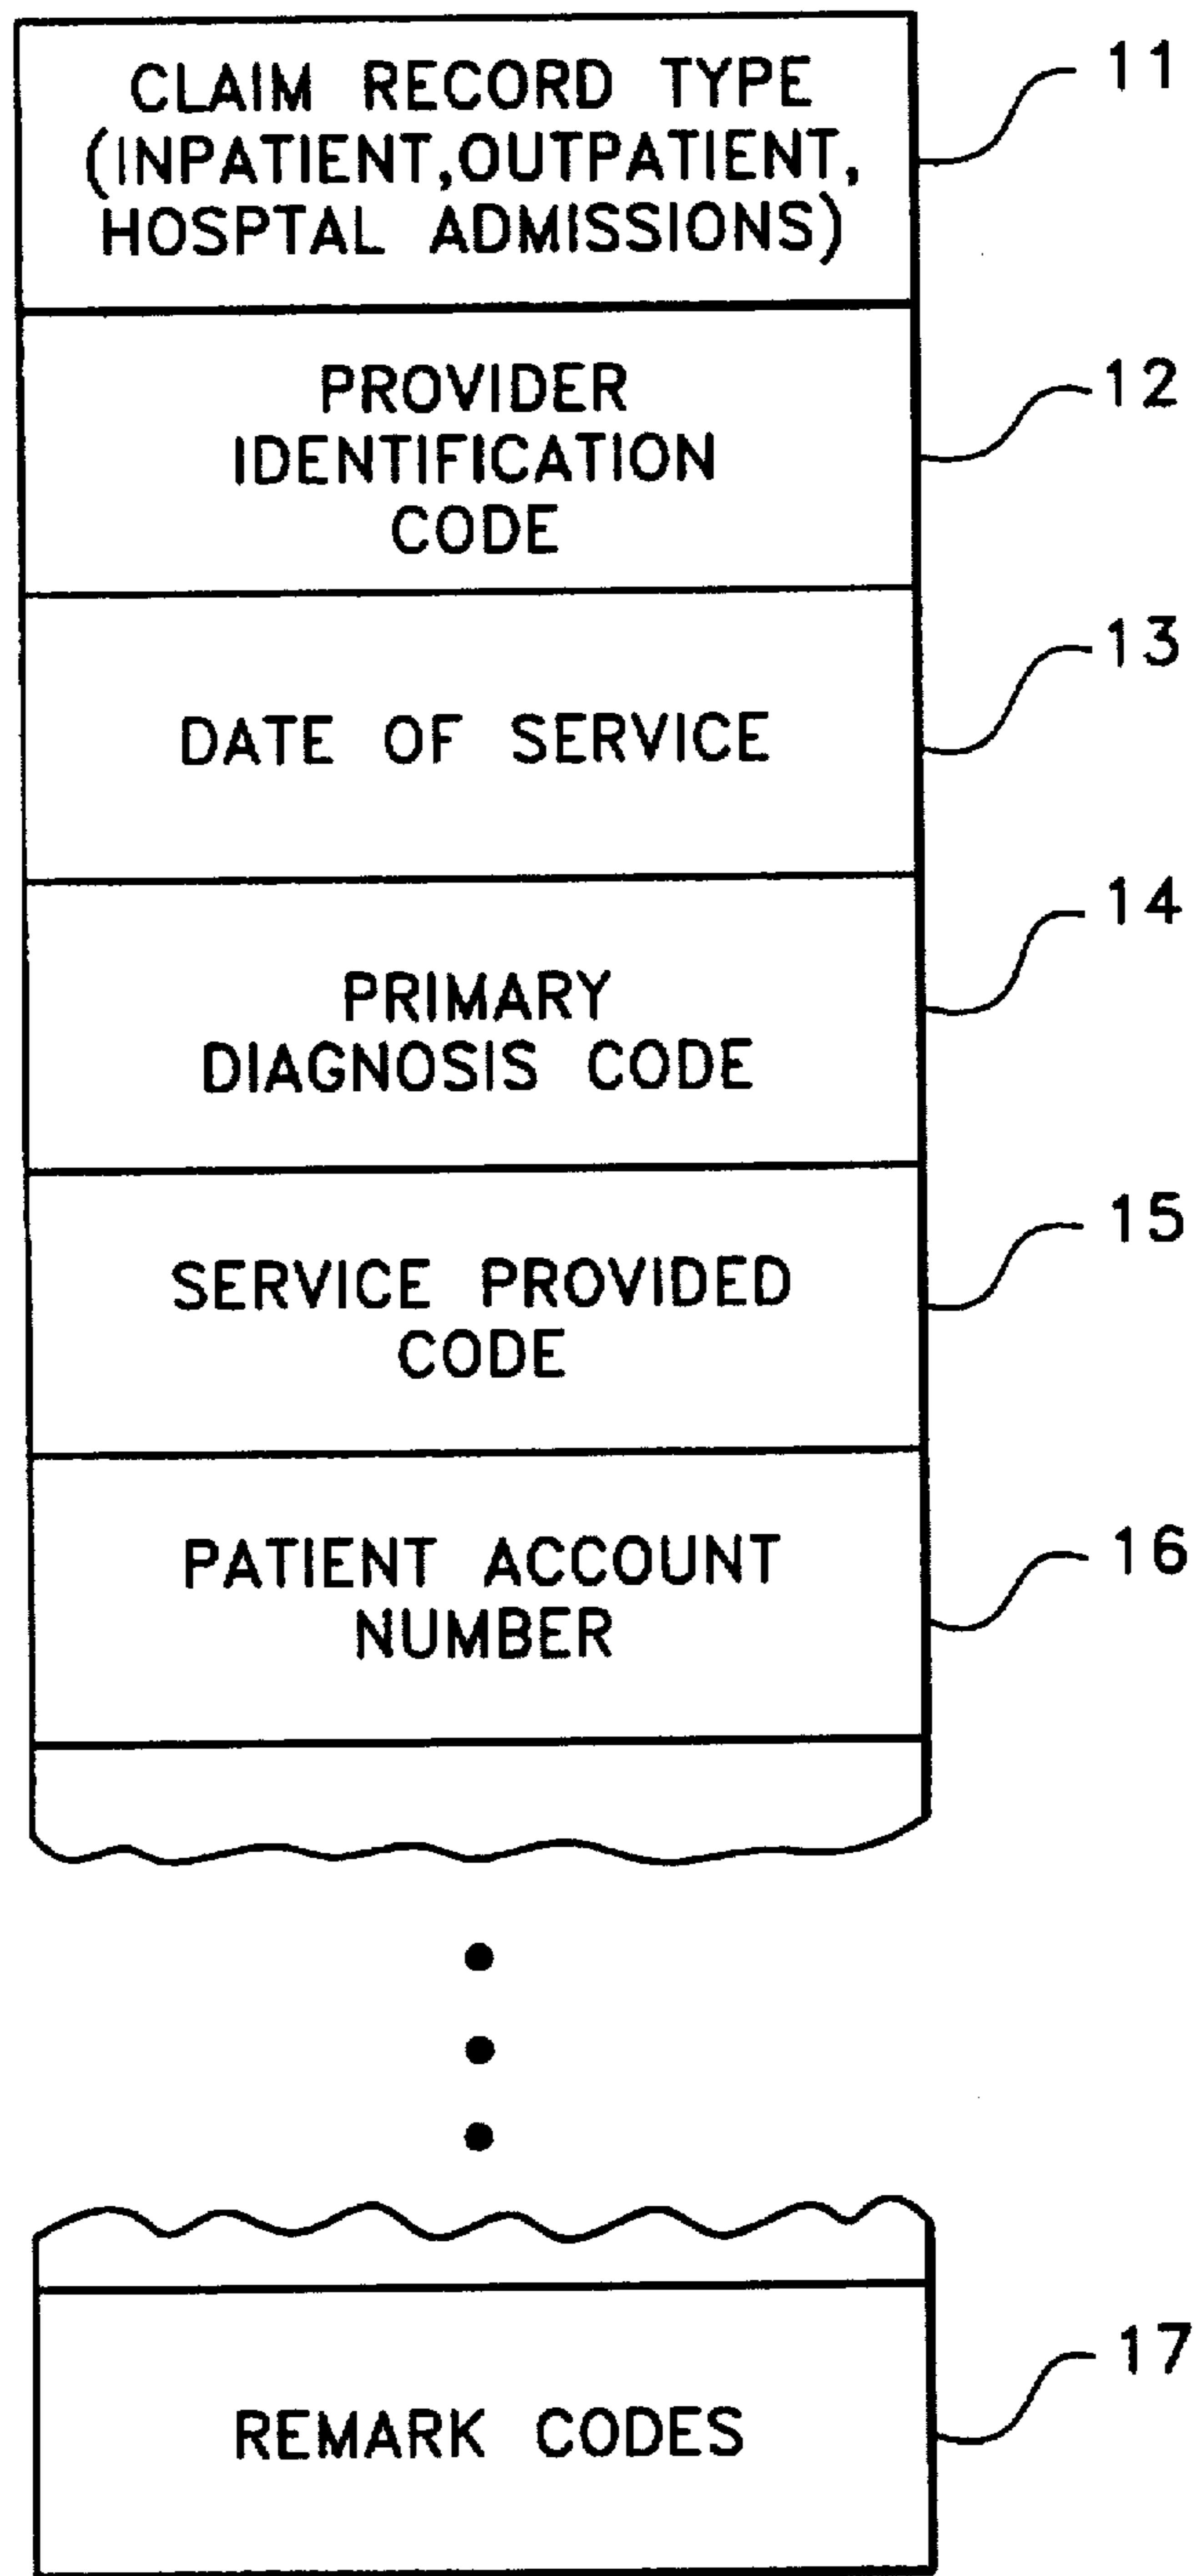 CLAIM RECORD TYPE
(INPATIENT,OUTPATIENT,
HOSPTAL ADMISSIONS)
11
PROVIDER
IDENTIFICATION
CODE
12
DATE OF SERVICE
13
PRIMARY
DIAGNOSIS CODE
14
SERVICE PROVIDED
CODE
15
PATIENT ACCOUNT
NUMBER
16
REMARK CODES
17